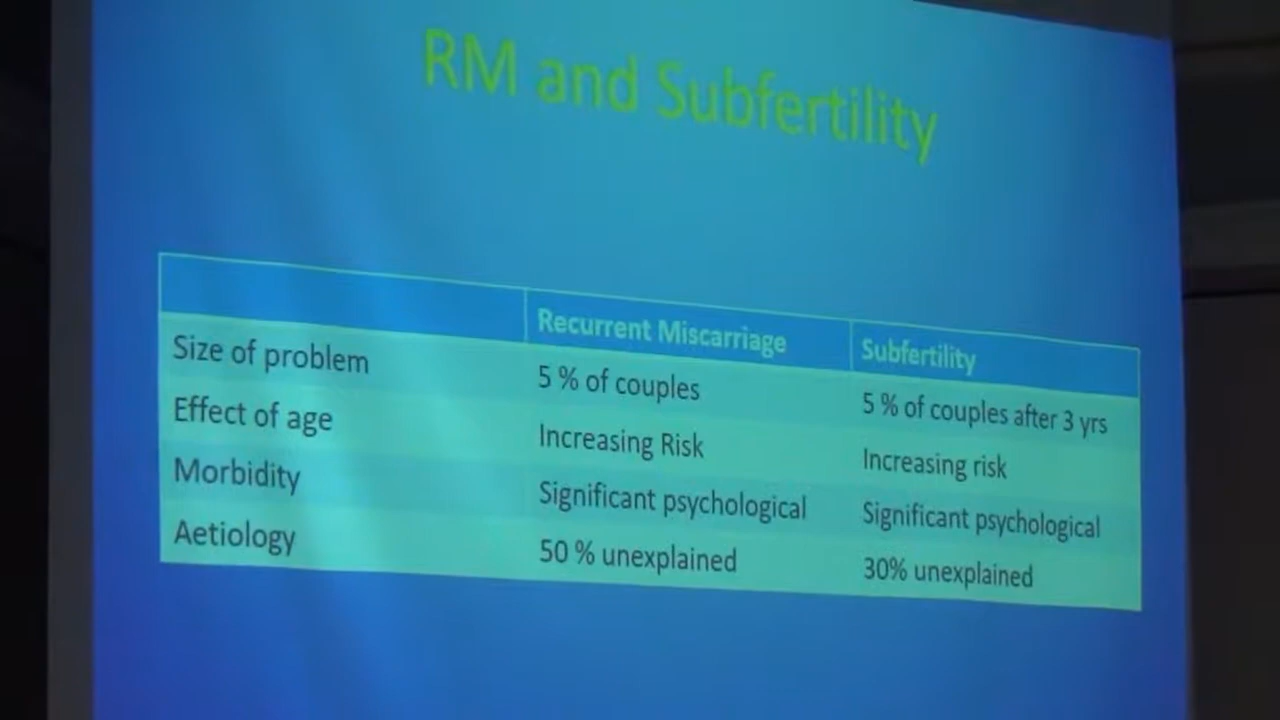 RM and Subfertility
Recurrent Miscarriage Subfertility
Size of problem 5 % of couples 5 % of couples after 3 yrs
Effect of age Increasing Risk Increasing risk
Morbidity Significant psychological Significant psychological
Aetiology 50 % unexplained 30% unexplained